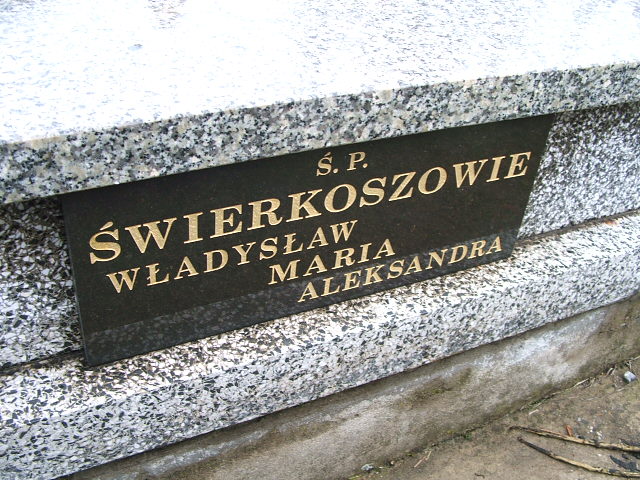 Ś. P.
ŚWIERKOSZOWIE
WŁADYSŁAW
MARIA
ALEKSANDRA